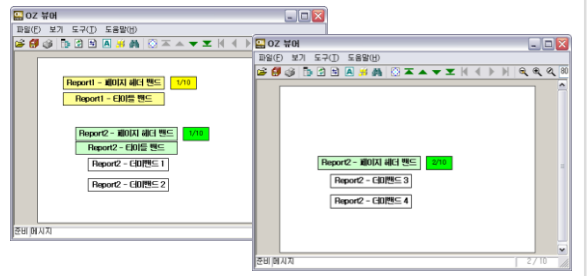 OZ 뷰어
파일(F) 보기 도구(T) 도움말(H)
Report1 - 페이지 헤더 밴드 1/10
Report1 - 타이틀 밴드
Report2 - 페이지 헤더 밴드 1/10
Report2 - 타이틀 밴드
Report2 - 데이밴드 1
Report2 - 데이밴드 2
준비 메시지
OZ 뷰어
파일(F) 보기 도구(T) 도움말(H)
80
Report2 - 페이지 헤더 밴드 2/10
Report2 - 데이밴드 3
Report2 - 데이밴드 4
준비 메시지 2 / 10